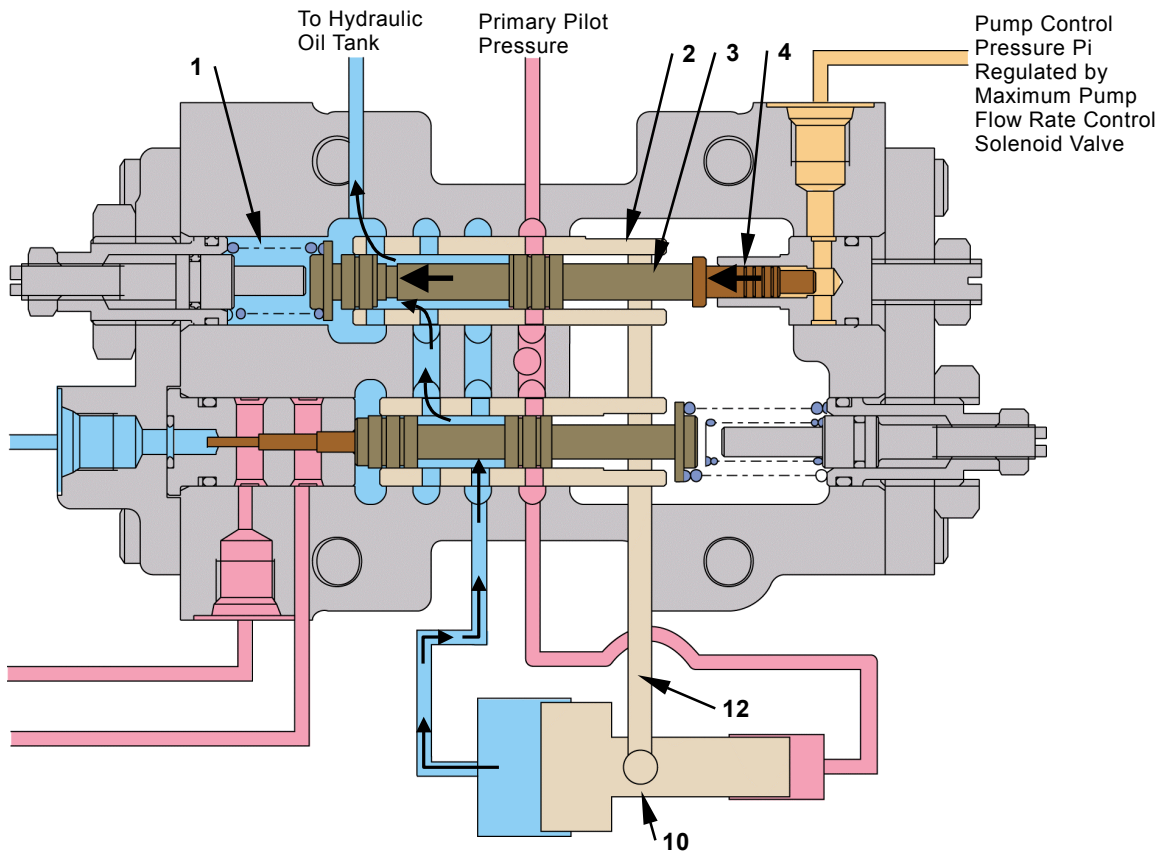 To Hydraulic
Oil Tank
Primary Pilot
Pressure
Pump Control
Pressure Pi
Regulated by
Maximum Pump
Flow Rate Control
Solenoid Valve
1
2
3
4
12
10